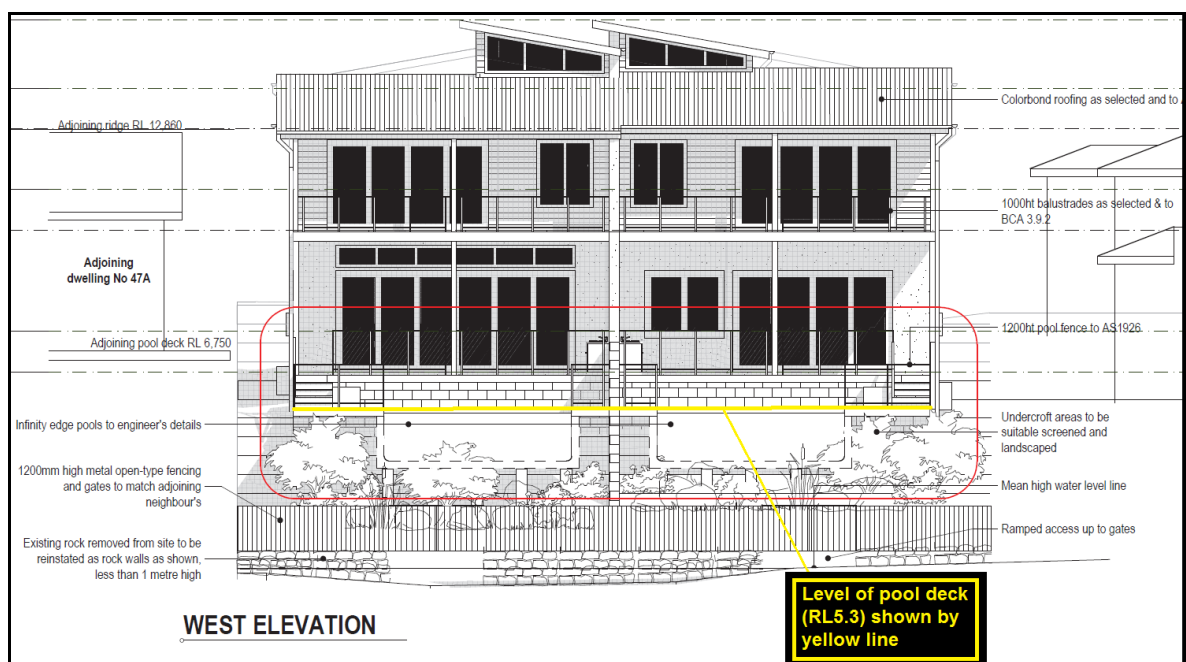 Colorbond roofing as selected and to
Adjoining ridge RL 12,860
1000ht balustrades as selected & to
BCA 3.9.2
Adjoining
dwelling No 47A
1200ht pool fence to AS1926
Adjoining pool deck RL 6,750
Infinity edge pools to engineer's details
Undercroft areas to be
suitable screened and
landscaped
1200mm high metal open-type fencing
and gates to match adjoining
neighbour's
Mean high water level line
Existing rock removed from site to be
reinstated as rock walls as shown,
less than 1 metre high
Ramped access up to gates
Level of pool deck
(RL5.3) shown by
yellow line
WEST ELEVATION